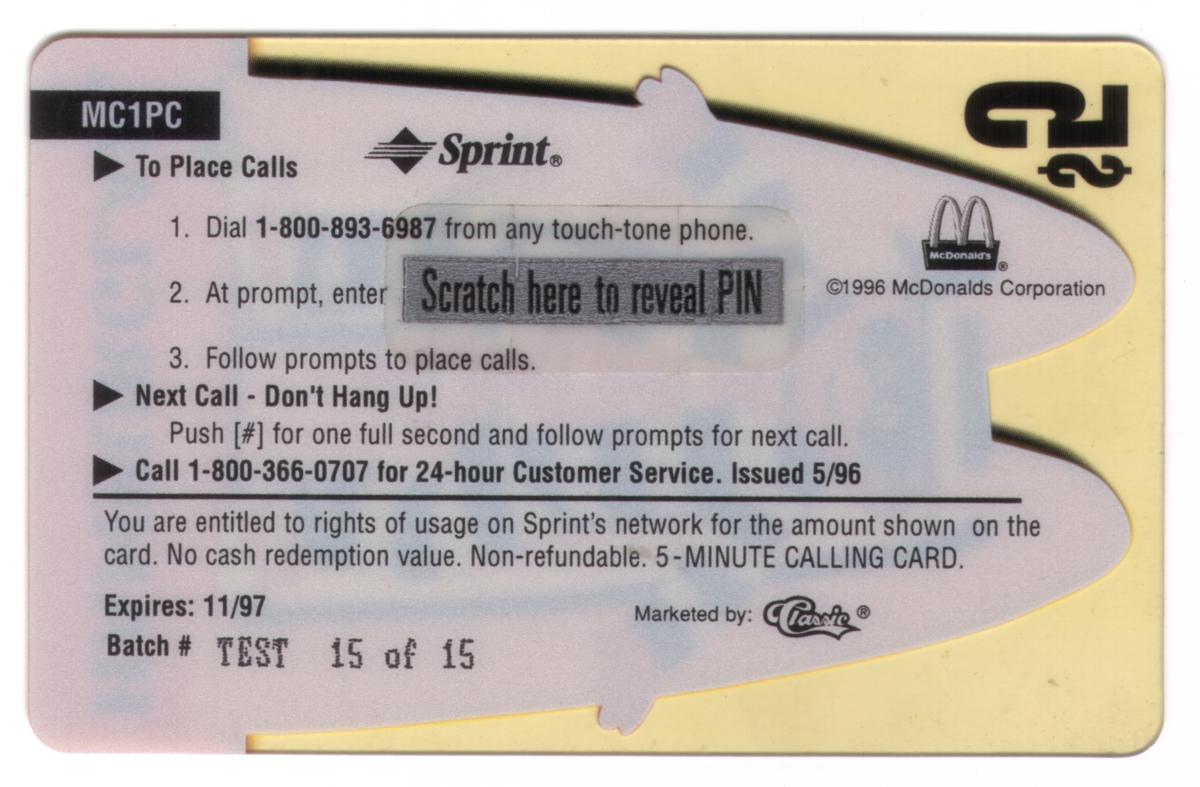 MC1PC
Sprint®
▶ To Place Calls
1. Dial 1-800-893-6987 from any touch-tone phone.
2. At prompt, enter Scratch here to reveal PIN
3. Follow prompts to place calls.
▶ Next Call - Don't Hang Up!
Push [#] for one full second and follow prompts for next call.
▶ Call 1-800-366-0707 for 24-hour Customer Service. Issued 5/96
$5
McDonald's®
©1996 McDonalds Corporation
You are entitled to rights of usage on Sprint's network for the amount shown on the
card. No cash redemption value. Non-refundable. 5-MINUTE CALLING CARD.
Expires: 11/97
Marketed by: Classic®
Batch # TEST 15 of 15